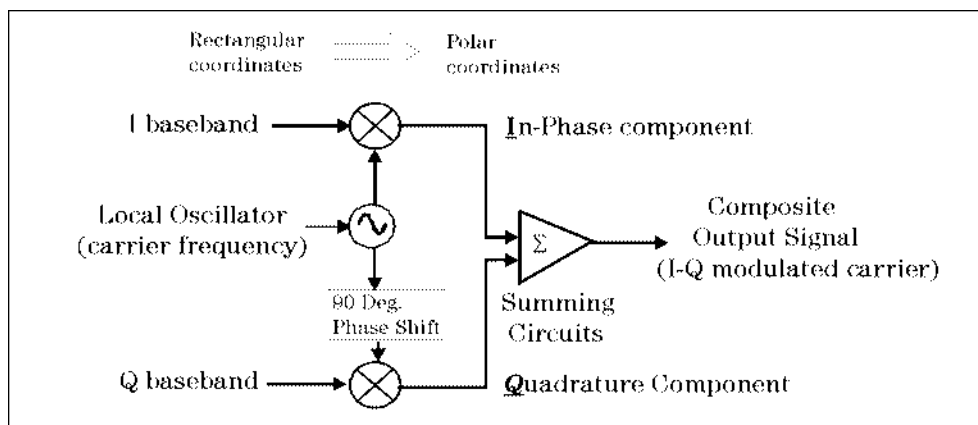 Rectangular
coordinates
Polar
coordinates
I baseband
In-Phase component
Local Oscillator
(carrier frequency)
Σ
Composite
Output Signal
(I-Q modulated carrier)
90 Deg.
Phase Shift
Summing
Circuits
Q baseband
Quadrature Component